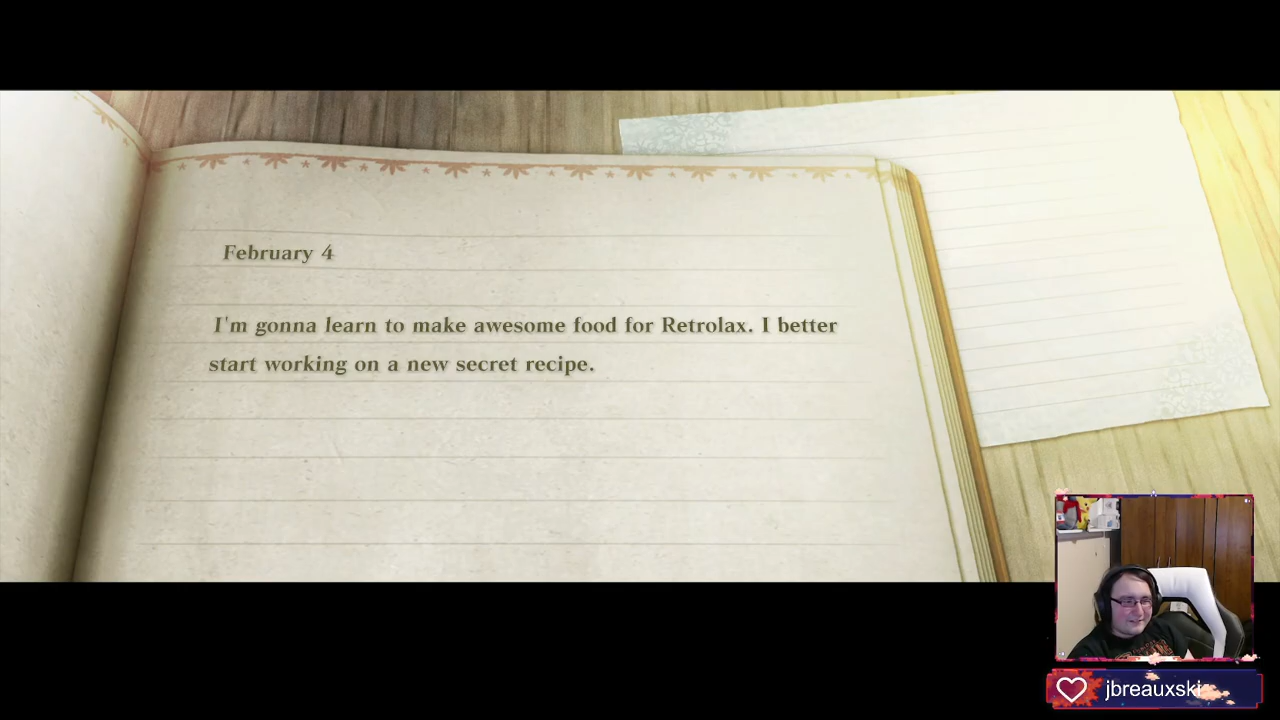 February 4
I'm gonna learn to make awesome food for Retrolax. I better
start working on a new secret recipe.
jbreauxski